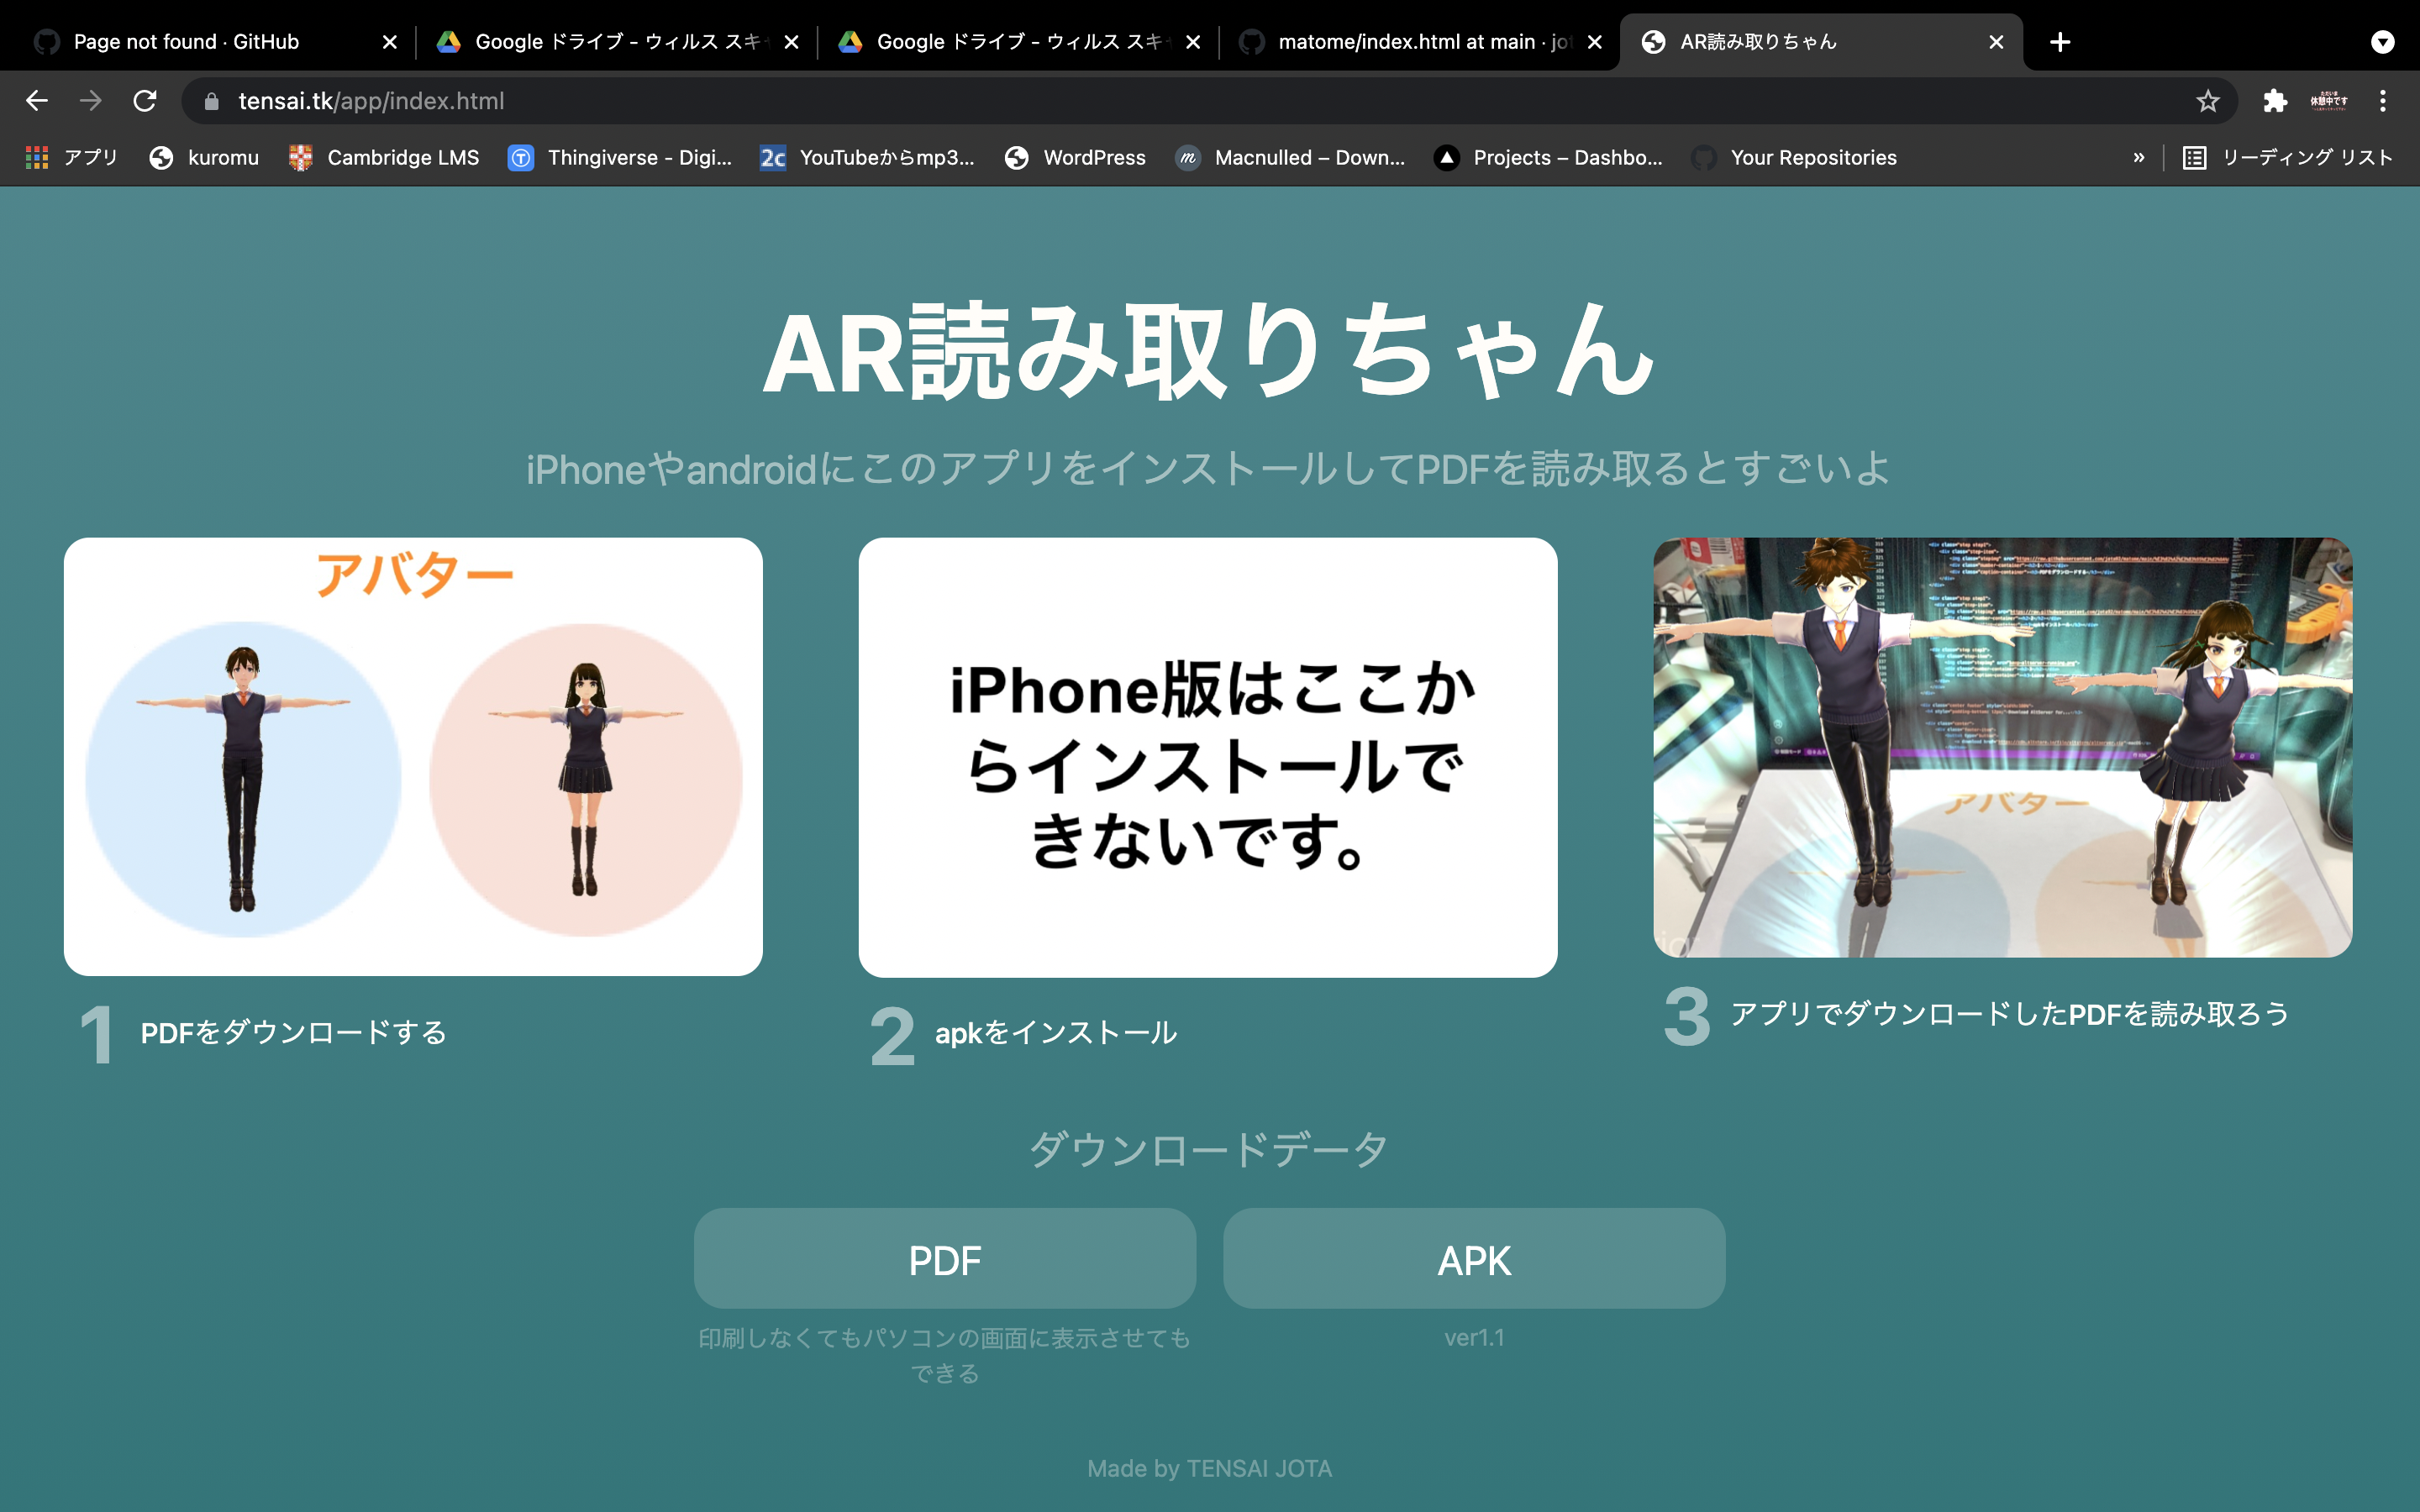 Page not found · GitHub
Google ドライブ - ウィルス スキ
Google ドライブ - ウィルス スキ
matome/index.html at main · jot
AR読み取りちゃん
tensai.tk/app/index.html
ただいま
休憩中です
アプリ
kuromu
Cambridge LMS
Thingiverse - Digi...
2c
YouTubeからmp3...
WordPress
m
Macnulled – Down...
Projects – Dashbo...
Your Repositories
»
リーディング リスト
AR読み取りちゃん
iPhoneやandroidにこのアプリをインストールしてPDFを読み取るとすごいよ
アバター
iPhone版はここか
らインストールで
きないです。
アバター
1 PDFをダウンロードする
2 apkをインストール
3 アプリでダウンロードしたPDFを読み取ろう
ダウンロードデータ
PDF
APK
印刷しなくてもパソコンの画面に表示させても
できる
ver1.1
Made by TENSAI JOTA